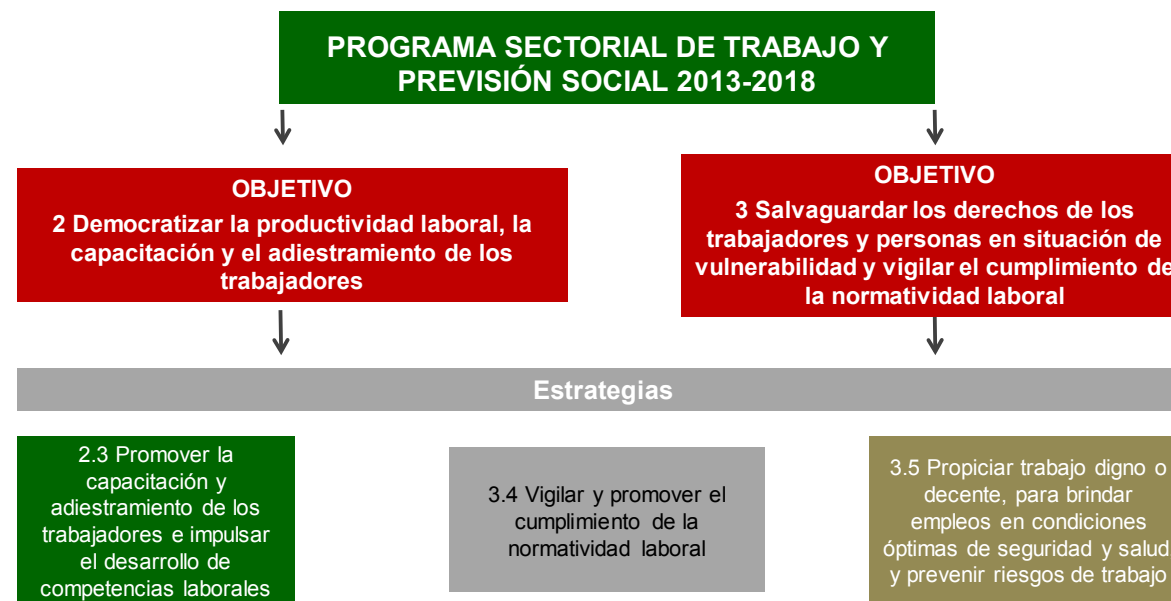 PROGRAMA SECTORIAL DE TRABAJO Y
PREVISIÓN SOCIAL 2013-2018
OBJETIVO
2 Democratizar la productividad laboral, la
capacitación y el adiestramiento de los
trabajadores
OBJETIVO
3 Salvaguardar los derechos de los
trabajadores y personas en situación de
vulnerabilidad y vigilar el cumplimiento de
la normatividad laboral
Estrategias
2.3 Promover la
capacitación y
adiestramiento de los
trabajadores e impulsar
el desarrollo de
competencias laborales
3.4 Vigilar y promover el
cumplimiento de la
normatividad laboral
3.5 Propiciar trabajo digno o
decente, para brindar
empleos en condiciones
óptimas de seguridad y salud
y prevenir riesgos de trabajo